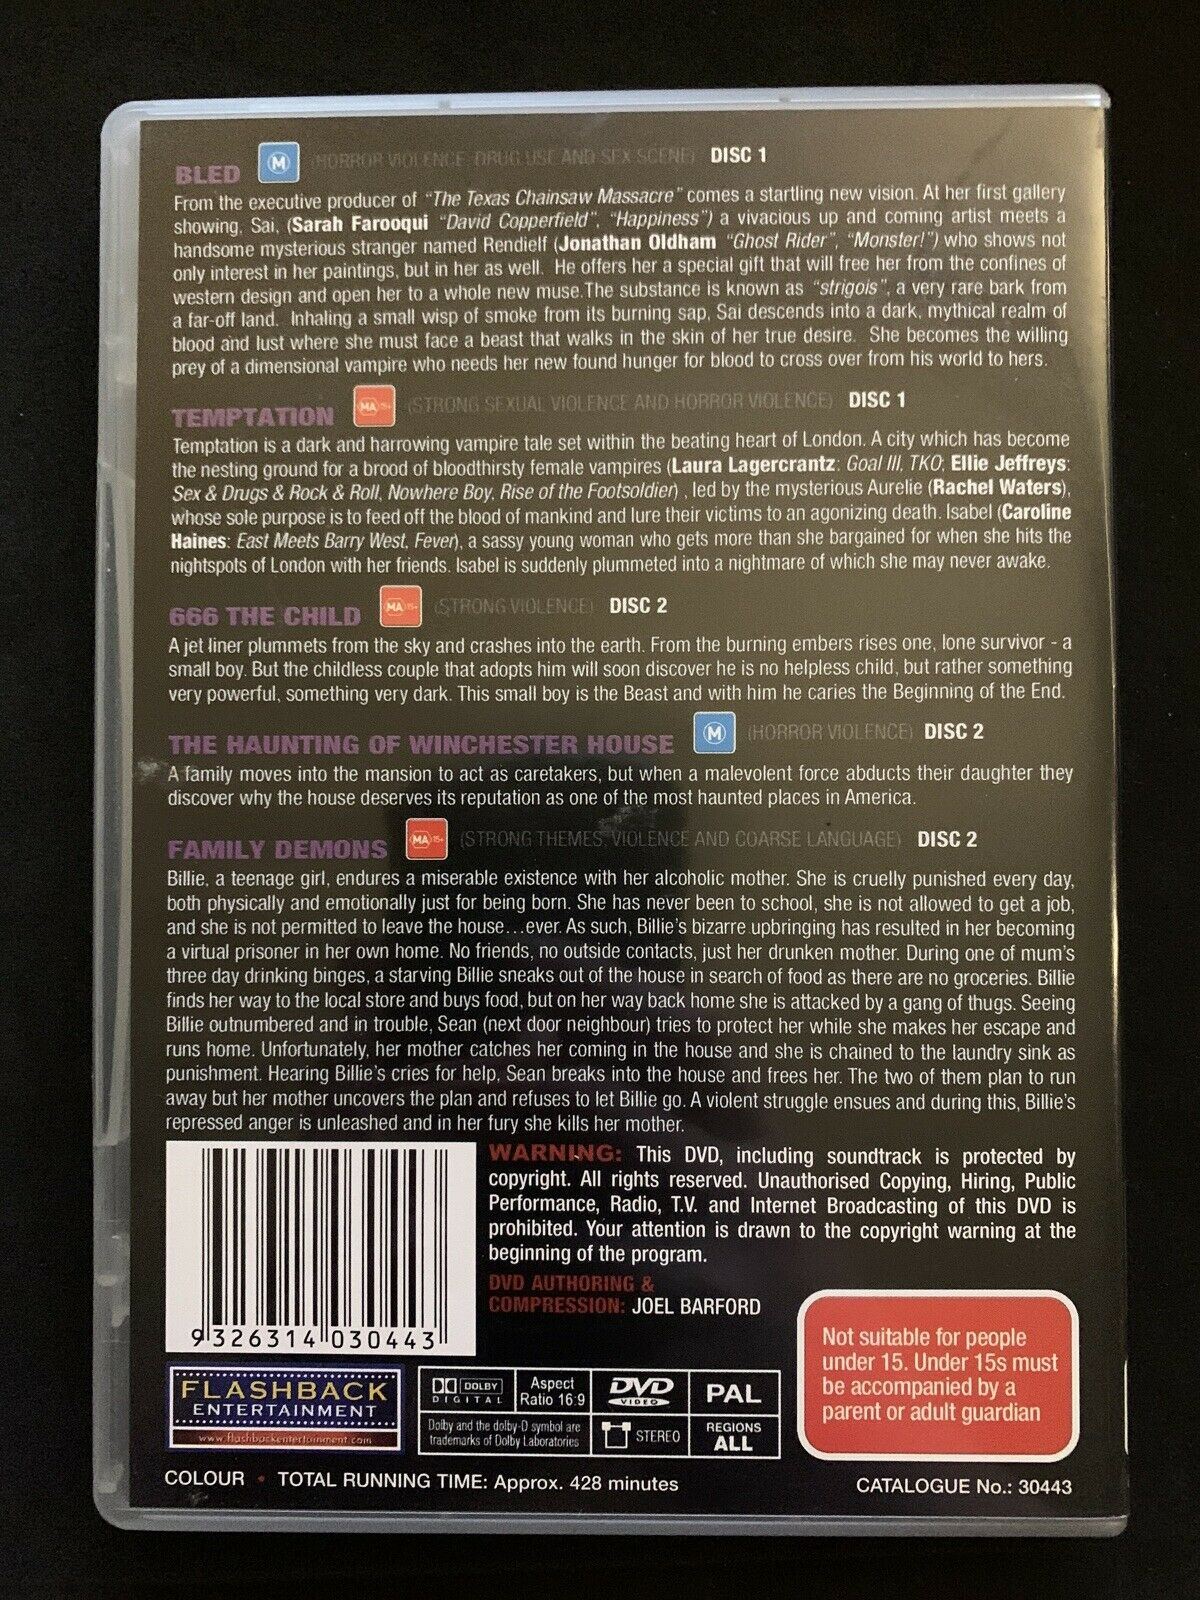 BLED M (HORROR VIOLENCE, DRUG USE AND SEX SCENE) DISC 1
From the executive producer of “The Texas Chainsaw Massacre” comes a startling new vision. At her first gallery
showing, Sai, (Sarah Farooqui “David Copperfield”, “Happiness”) a vivacious up and coming artist meets a
handsome mysterious stranger named Rendielf (Jonathan Oldham “Ghost Rider”, “Monster!”) who shows not
only interest in her paintings, but in her as well. He offers her a special gift that will free her from the confines of
western design and open her to a whole new muse.The substance is known as “strigois”, a very rare bark from
a far-off land. Inhaling a small wisp of smoke from its burning sap, Sai descends into a dark, mythical realm of
blood and lust where she must face a beast that walks in the skin of her true desire. She becomes the willing
prey of a dimensional vampire who needs her new found hunger for blood to cross over from his world to hers.
TEMPTATION MA 15+ (STRONG SEXUAL VIOLENCE AND HORROR VIOLENCE) DISC 1
Temptation is a dark and harrowing vampire tale set within the beating heart of London. A city which has become
the nesting ground for a brood of bloodthirsty female vampires (Laura Lagercrantz: Goal III, TKO; Ellie Jeffreys:
Sex & Drugs & Rock & Roll, Nowhere Boy, Rise of the Footsoldier) , led by the mysterious Aurelie (Rachel Waters),
whose sole purpose is to feed off the blood of mankind and lure their victims to an agonizing death. Isabel (Caroline
Haines: East Meets Barry West, Fever), a sassy young woman who gets more than she bargained for when she hits the
nightspots of London with her friends. Isabel is suddenly plummeted into a nightmare of which she may never awake.
666 THE CHILD MA 15+ (STRONG VIOLENCE) DISC 2
A jet liner plummets from the sky and crashes into the earth. From the burning embers rises one, lone survivor - a
small boy. But the childless couple that adopts him will soon discover he is no helpless child, but rather something
very powerful, something very dark. This small boy is the Beast and with him he caries the Beginning of the End.
THE HAUNTING OF WINCHESTER HOUSE M (HORROR VIOLENCE) DISC 2
A family moves into the mansion to act as caretakers, but when a malevolent force abducts their daughter they
discover why the house deserves its reputation as one of the most haunted places in America.
FAMILY DEMONS MA 15+ (STRONG THEMES, VIOLENCE AND COARSE LANGUAGE) DISC 2
Billie, a teenage girl, endures a miserable existence with her alcoholic mother. She is cruelly punished every day,
both physically and emotionally just for being born. She has never been to school, she is not allowed to get a job,
and she is not permitted to leave the house...ever. As such, Billie's bizarre upbringing has resulted in her becoming
a virtual prisoner in her own home. No friends, no outside contacts, just her drunken mother. During one of mum's
three day drinking binges, a starving Billie sneaks out of the house in search of food as there are no groceries. Billie
finds her way to the local store and buys food, but on her way back home she is attacked by a gang of thugs. Seeing
Billie outnumbered and in trouble, Sean (next door neighbour) tries to protect her while she makes her escape and
runs home. Unfortunately, her mother catches her coming in the house and she is chained to the laundry sink as
punishment. Hearing Billie's cries for help, Sean breaks into the house and frees her. The two of them plan to run
away but her mother uncovers the plan and refuses to let Billie go. A violent struggle ensues and during this, Billie's
repressed anger is unleashed and in her fury she kills her mother.
WARNING: This DVD, including soundtrack is protected by
copyright. All rights reserved. Unauthorised Copying, Hiring, Public
Performance, Radio, T.V. and Internet Broadcasting of this DVD is
prohibited. Your attention is drawn to the copyright warning at the
beginning of the program.
DVD AUTHORING &
COMPRESSION: JOEL BARFORD
9 326314 030443
Not suitable for people
under 15. Under 15s must
be accompanied by a
parent or adult guardian
FLASHBACK
ENTERTAINMENT
www.flashbackentertainment.com
DOLBY
DIGITAL
Aspect
Ratio 16:9
DVD
VIDEO
PAL
Dolby and the dolby-D symbol are
trademarks of Dolby Laboratories
STEREO
REGIONS
ALL
COLOUR • TOTAL RUNNING TIME: Approx. 428 minutes
CATALOGUE No.: 30443